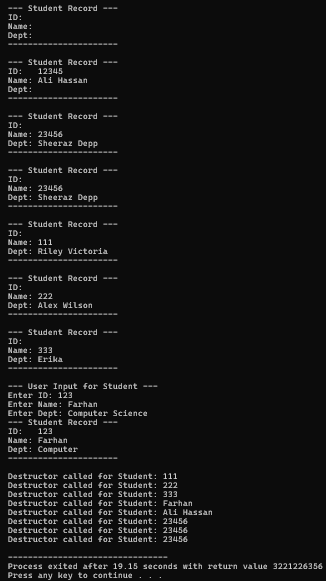 --- Student Record ---
ID:
Name:
Dept:
----------------------
--- Student Record ---
ID:   12345
Name: Ali Hassan
Dept:
----------------------
--- Student Record ---
ID:
Name: 23456
Dept: Sheeraz Depp
----------------------
--- Student Record ---
ID:
Name: 23456
Dept: Sheeraz Depp
----------------------
--- Student Record ---
ID:
Name: 111
Dept: Riley Victoria
----------------------
--- Student Record ---
ID:
Name: 222
Dept: Alex Wilson
----------------------
--- Student Record ---
ID:
Name: 333
Dept: Erika
----------------------
--- User Input for Student ---
Enter ID: 123
Enter Name: Farhan
Enter Dept: Computer Science
--- Student Record ---
ID:   123
Name: Farhan
Dept: Computer
----------------------
Destructor called for Student: 111
Destructor called for Student: 222
Destructor called for Student: 333
Destructor called for Student: Farhan
Destructor called for Student: Ali Hassan
Destructor called for Student: 23456
Destructor called for Student: 23456
Destructor called for Student: 23456
--------------------------------
Process exited after 19.15 seconds with return value 3221226356
Press any key to continue . . .